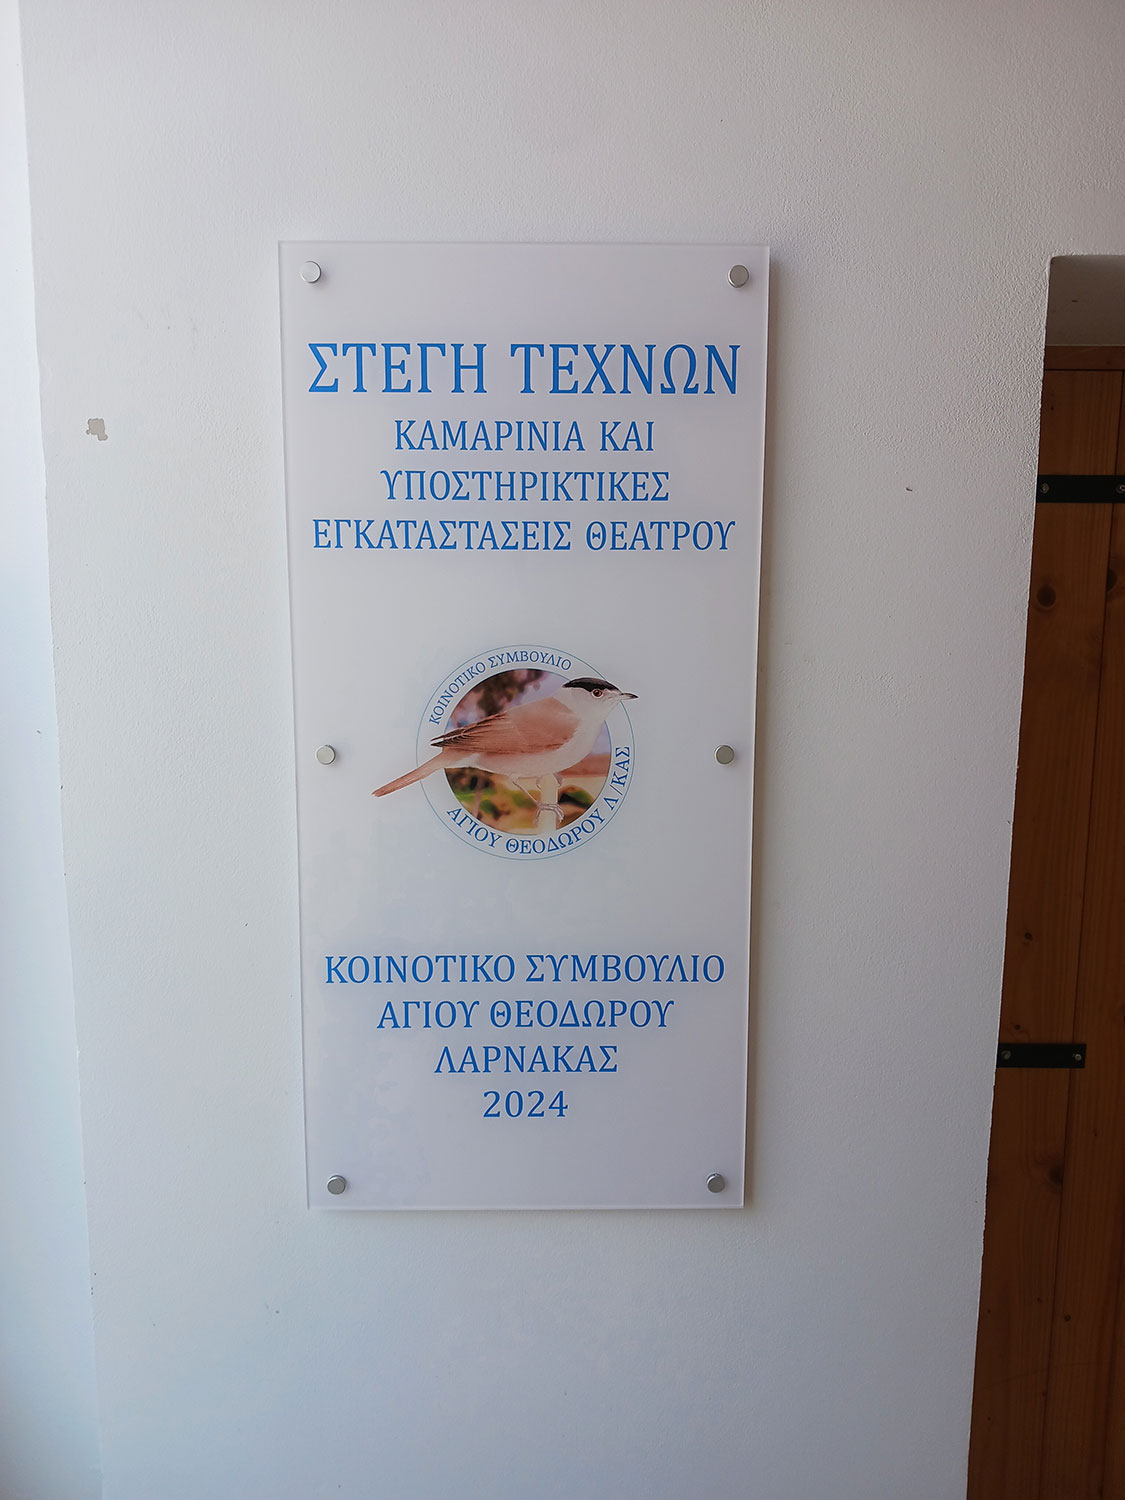 ΣΤΕΓΗ ΤΕΧΝΩΝ
ΚΑΜΑΡΙΝΙΑ ΚΑΙ
ΥΠΟΣΤΗΡΙΚΤΙΚΕΣ
ΕΓΚΑΤΑΣΤΑΣΕΙΣ ΘΕΑΤΡΟΥ
ΚΟΙΝΟΤΙΚΟ ΣΥΜΒΟΥΛΙΟ
ΑΓΙΟΥ ΘΕΟΔΩΡΟΥ Λ/ΚΑΣ
ΚΟΙΝΟΤΙΚΟ ΣΥΜΒΟΥΛΙΟ
ΑΓΙΟΥ ΘΕΟΔΩΡΟΥ
ΛΑΡΝΑΚΑΣ
2024